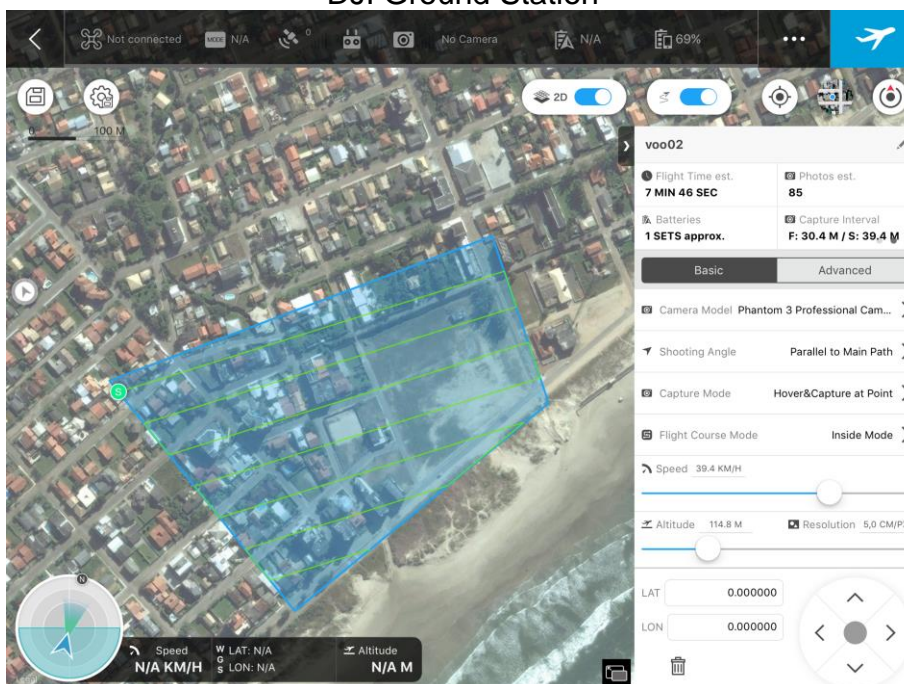 DJI Ground Station
Not connected
MODE N/A
0
No Camera
N/A
69%
2D
0 100 M
voo02
Flight Time est.
7 MIN 46 SEC
Photos est.
85
Batteries
1 SETS approx.
Capture Interval
F: 30.4 M / S: 39.4 M
Basic
Advanced
Camera Model Phantom 3 Professional Cam...
Shooting Angle Parallel to Main Path
Capture Mode Hover&Capture at Point
Flight Course Mode Inside Mode
Speed 39.4 KM/H
Altitude 114.8 M
Resolution 5,0 CM/P
LAT 0.000000
LON 0.000000
S
N
Speed
N/A KM/H
WGS
LAT: N/A
LON: N/A
Altitude
N/A M